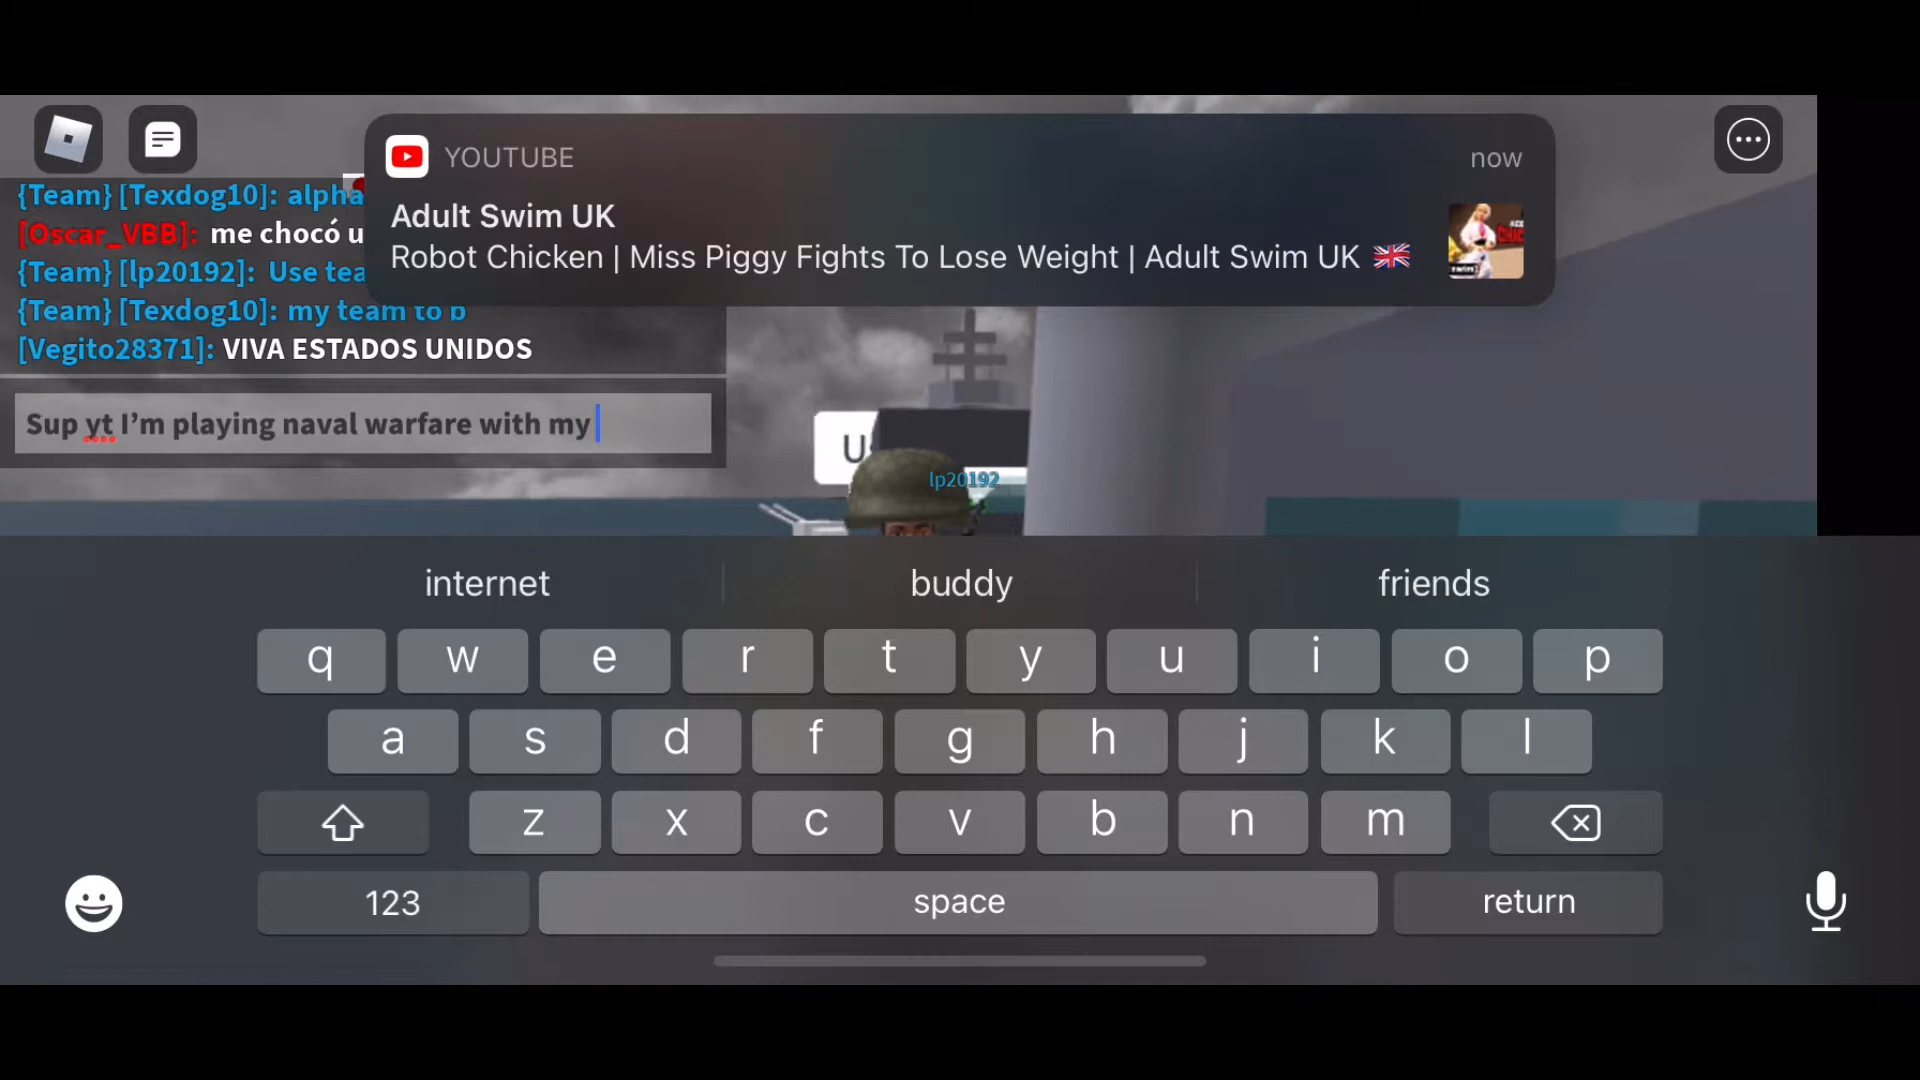 YOUTUBE
now
Adult Swim UK
Robot Chicken | Miss Piggy Fights To Lose Weight | Adult Swim UK 🇬🇧
{Team} [Texdog10]: alpha
[Oscar_VBB]: me chocó u
{Team} [lp20192]: Use tea
{Team} [Texdog10]: my team to p
[Vegito28371]: VIVA ESTADOS UNIDOS
Sup yt I’m playing naval warfare with my
lp20192
internet buddy friends
q w e r t y u i o p
a s d f g h j k l
z x c v b n m
123 space return